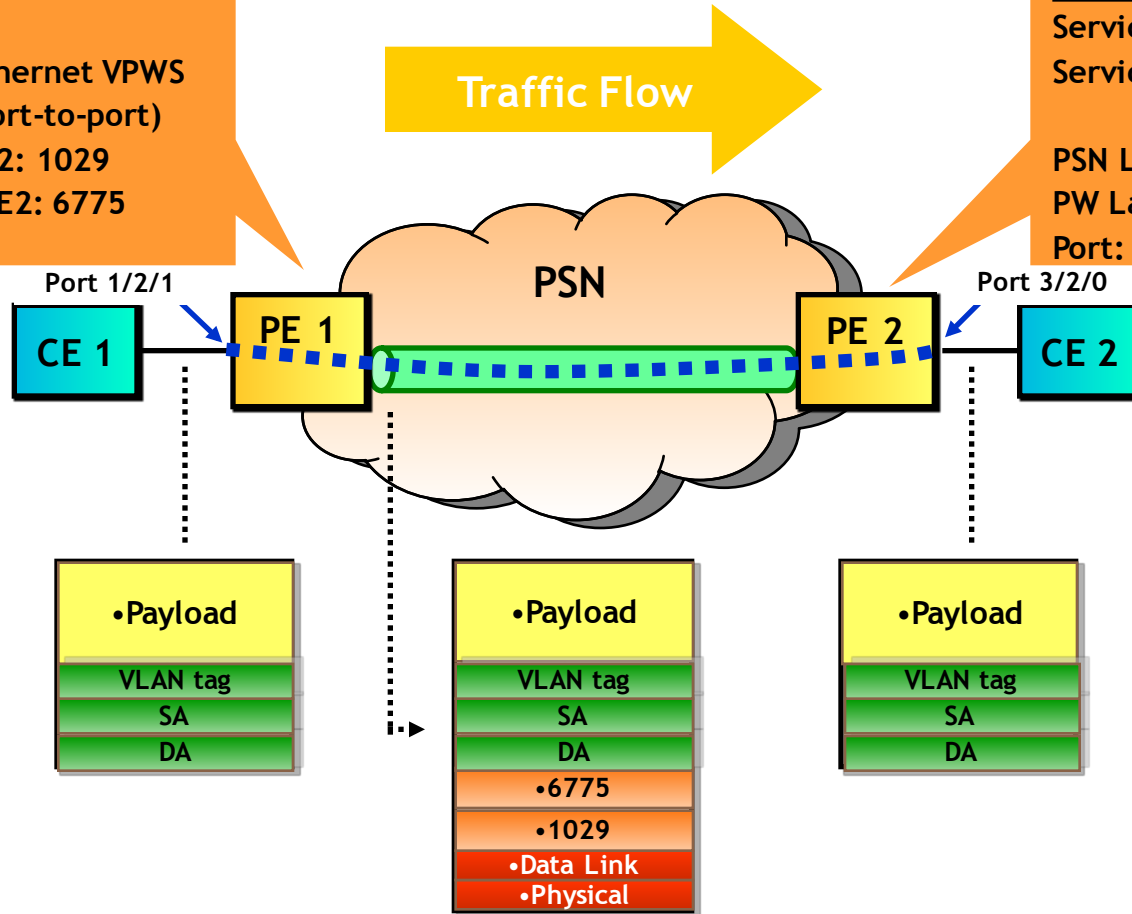 hernet VPWS
ort-to-port)
2: 1029
E2: 6775
Traffic Flow
Servic
Servic
PSN L
PW La
Port:
Port 1/2/1
PSN
Port 3/2/0
CE 1
PE 1
PE 2
CE 2
•Payload
VLAN tag
SA
DA
•Payload
VLAN tag
SA
DA
•6775
•1029
•Data Link
•Physical
•Payload
VLAN tag
SA
DA